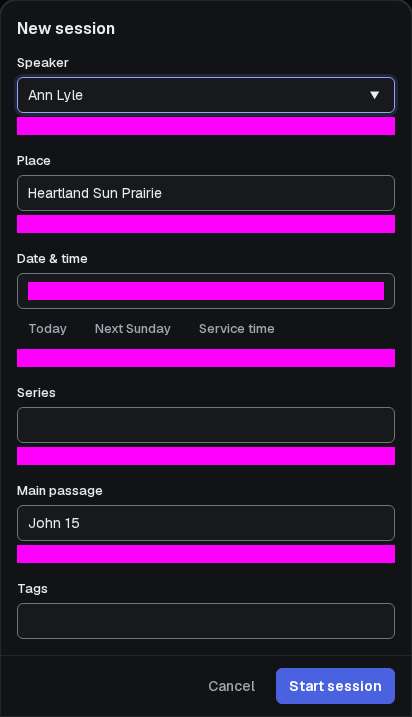 New session
Speaker
Ann Lyle
Place
Heartland Sun Prairie
Date & time
Today Next Sunday Service time
Series
Main passage
John 15
Tags
Cancel Start session